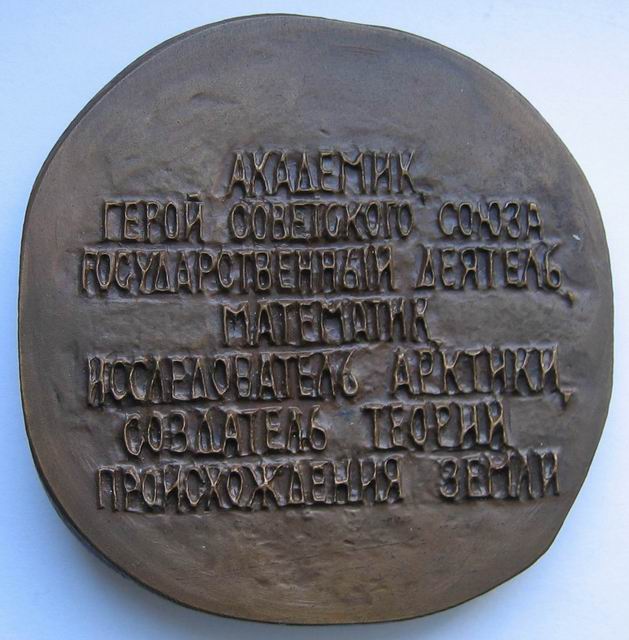 АКАДЕМИК,
ГЕРОЙ СОВЕТСКОГО СОЮЗА
ГОСУДАРСТВЕННЫЙ ДЕЯТЕЛЬ,
МАТЕМАТИК,
ИССЛЕДОВАТЕЛЬ АРКТИКИ,
СОЗДАТЕЛЬ ТЕОРИИ
ПРОИСХОЖДЕНИЯ ЗЕМЛИ